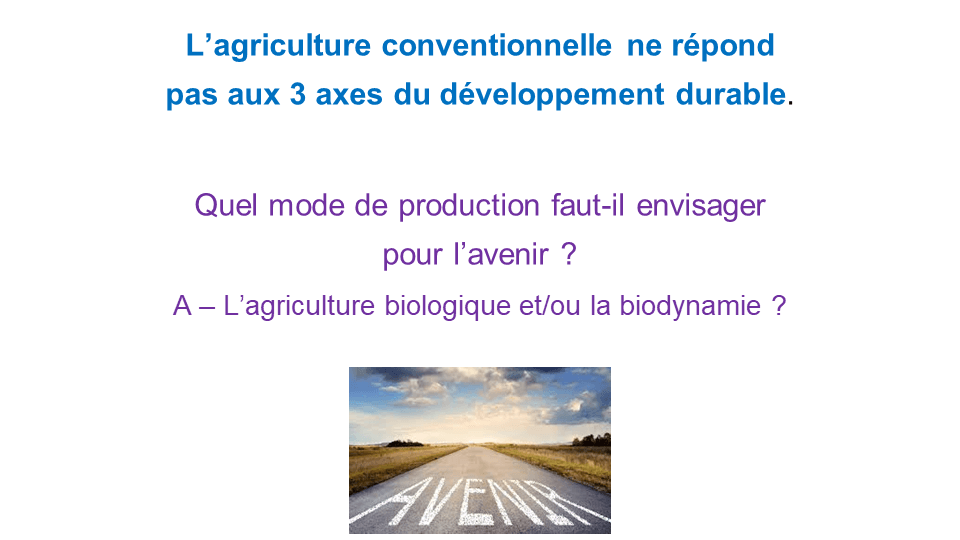 L’agriculture conventionnelle ne répond
pas aux 3 axes du développement durable.
Quel mode de production faut-il envisager
pour l’avenir ?
A – L’agriculture biologique et/ou la biodynamie ?
AVENIR